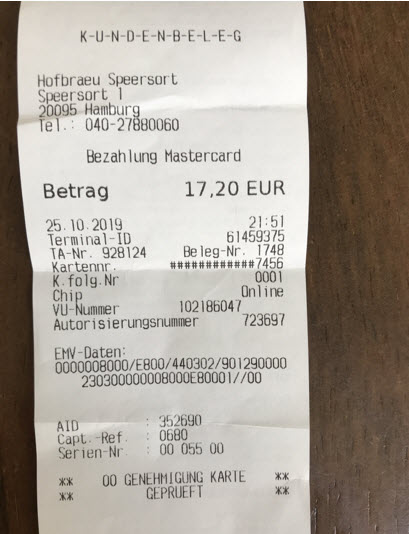 K-U-N-D-E-N-B-E-L-E-G
Hofbraeu Speersort
Speersort 1
20095 Hamburg
Tel.: 040-27880060
Bezahlung Mastercard
Betrag 17,20 EUR
25.10.2019 21:51
Terminal-ID 61459375
TA-Nr. 928124 Beleg-Nr. 1748
Kartennr. ############7456
K.folg.Nr 0001
Chip Online
VU-Nummer 102186047
Autorisierungsnummer 723697
EMV-Daten:
0000008000/E800/440302/901290000
230300000008000E80001//00
AID : 352690
Capt.-Ref. : 0680
Serien-Nr. : 00 055 00
** 00 GENEHMIGUNG KARTE **
** GEPRUEFT **